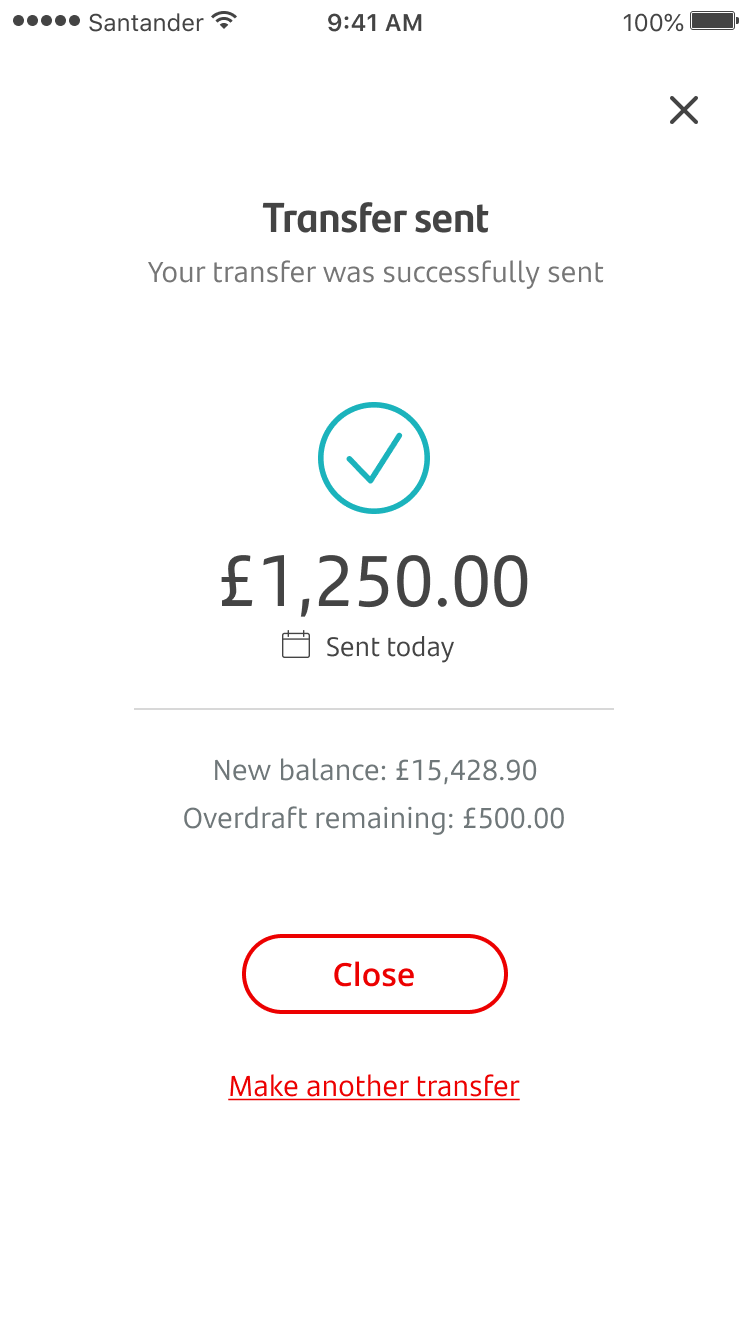 Santander 9:41 AM 100%
Transfer sent
Your transfer was successfully sent
£1,250.00
Sent today
New balance: £15,428.90
Overdraft remaining: £500.00
Close
Make another transfer